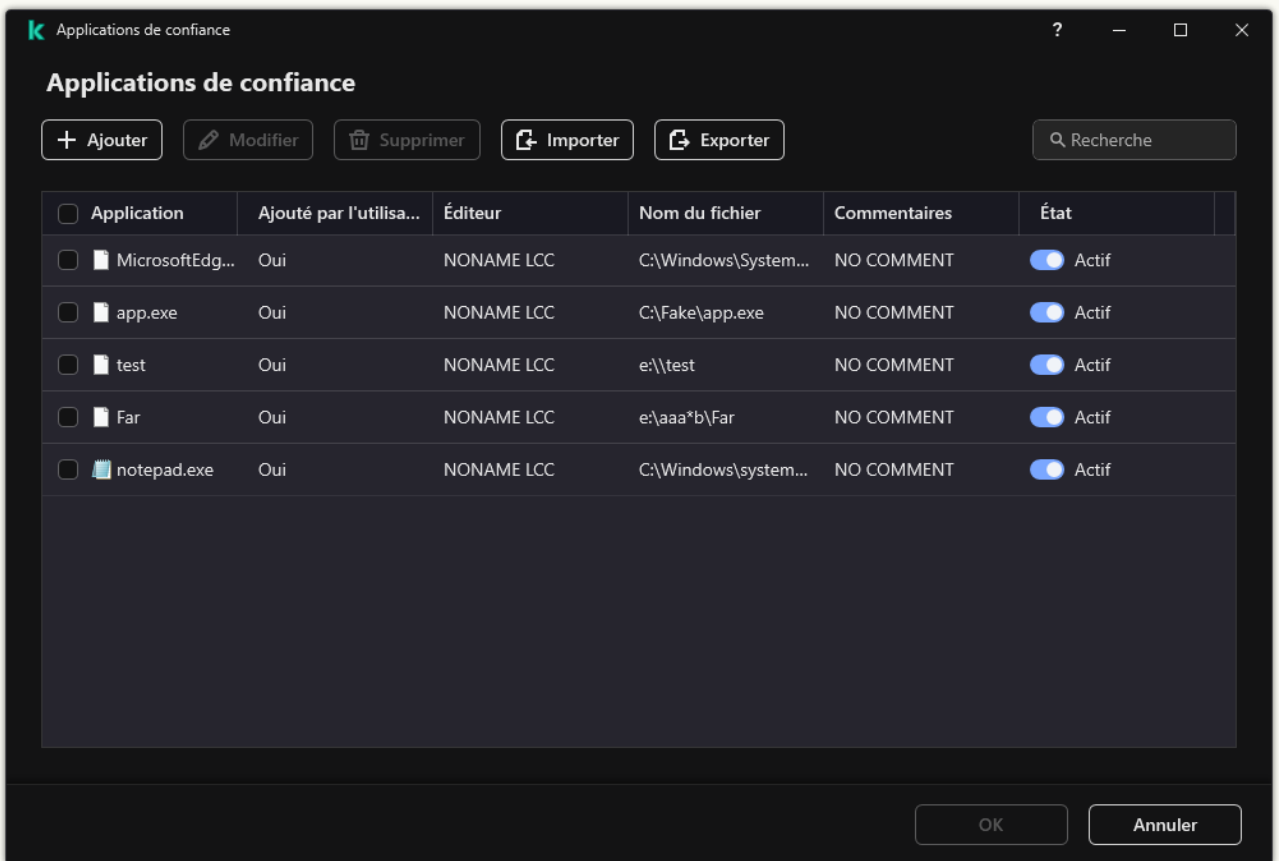 Applications de confiance
?
Applications de confiance
Ajouter Modifier Supprimer Importer Exporter Recherche
Application Ajouté par l'utilisa... Éditeur Nom du fichier Commentaires État
MicrosoftEdg... Oui NONAME LCC C:\Windows\System... NO COMMENT Actif
app.exe Oui NONAME LCC C:\Fake\app.exe NO COMMENT Actif
test Oui NONAME LCC e:\\test NO COMMENT Actif
Far Oui NONAME LCC e:\aaa*b\Far NO COMMENT Actif
notepad.exe Oui NONAME LCC C:\Windows\system... NO COMMENT Actif
OK Annuler